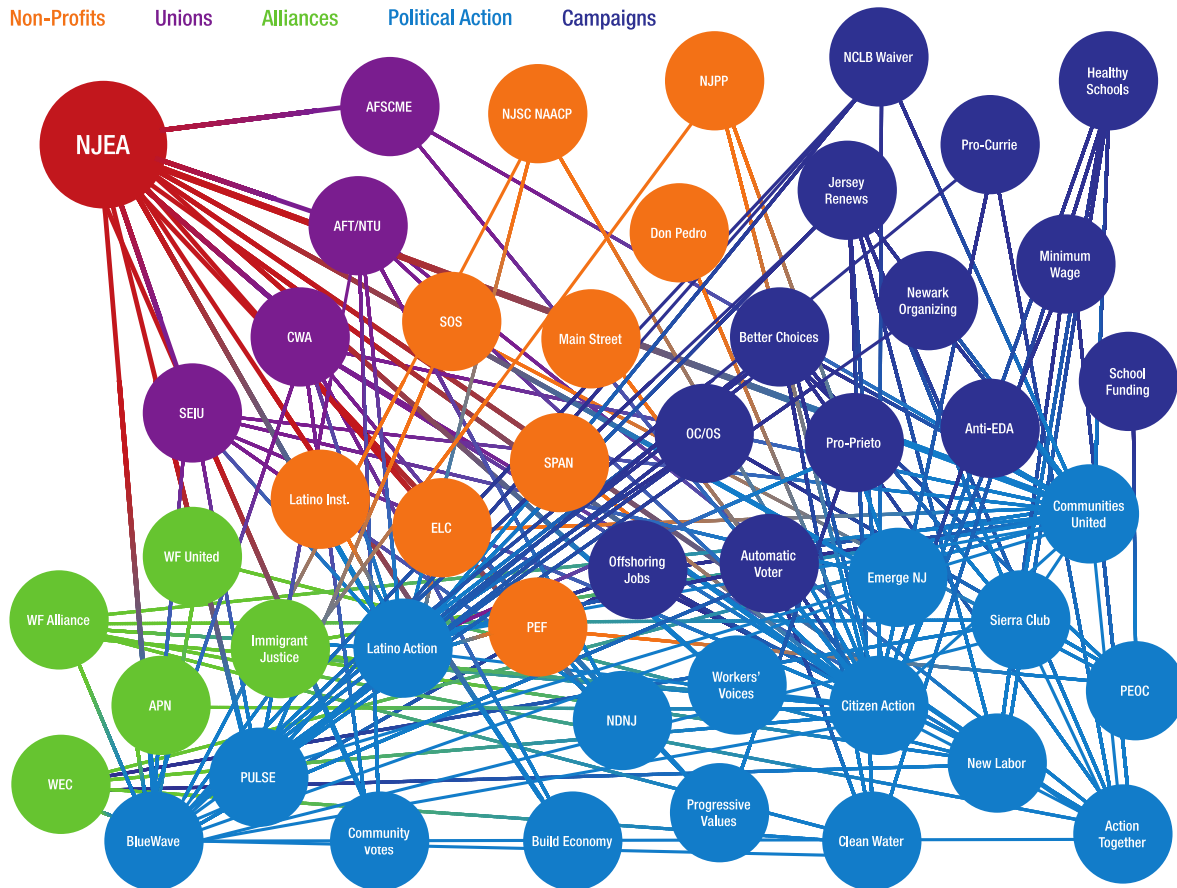 Non-Profits Unions Alliances Political Action Campaigns
NJEA
AFSCME
NJSC NAACP
NJPP
NCLB Waiver
Healthy
Schools
Pro-Currie
Jersey
Renews
AFT/NTU
Don Pedro
Minimum
Wage
Newark
Organizing
SOS
CWA
Main Street
Better Choices
School
Funding
SEIU
OC/OS
Pro-Prieto
Anti-EDA
SPAN
Latino Inst.
ELC
Communities
United
WF United
Offshoring
Jobs
Automatic
Voter
Emerge NJ
WF Alliance
Immigrant
Justice
Latino Action
PEF
Sierra Club
Workers'
Voices
PEOC
APN
NDNJ
Citizen Action
WEC
PULSE
New Labor
Progressive
Values
BlueWave
Community
votes
Build Economy
Clean Water
Action
Together